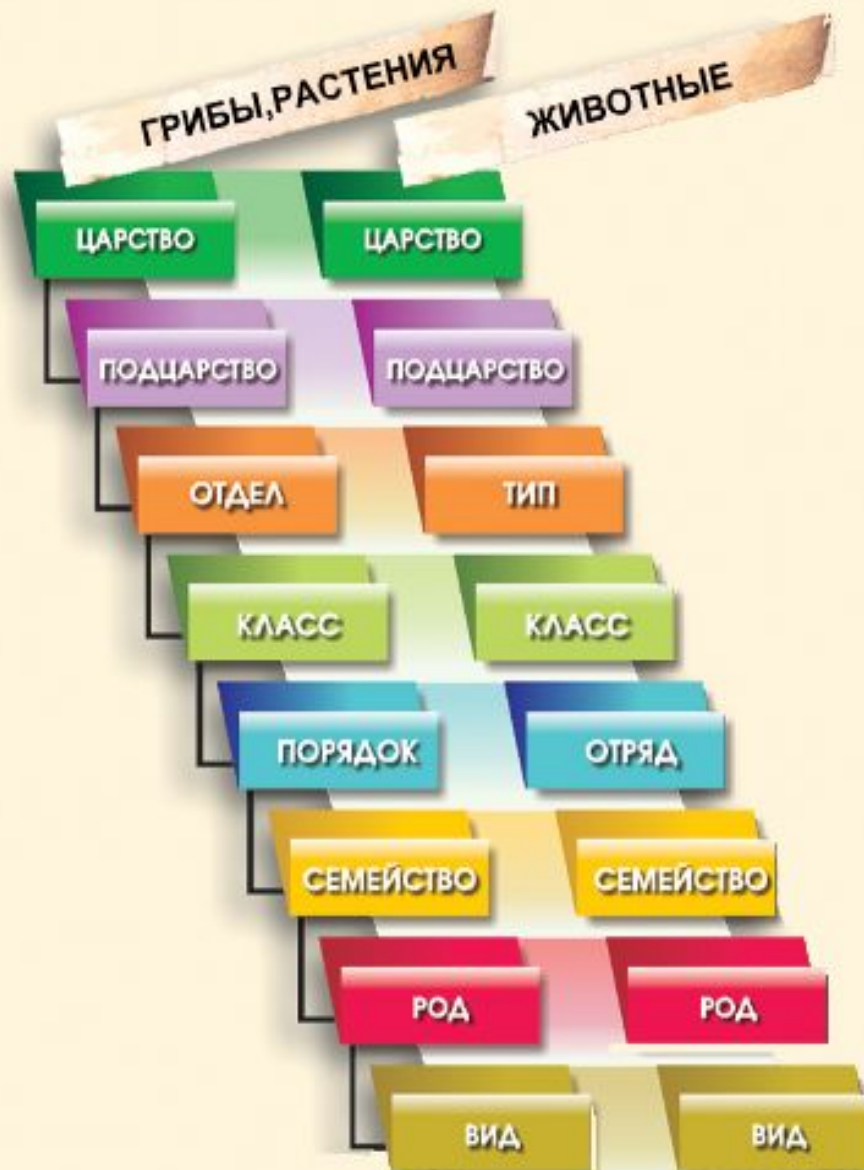 ГРИБЫ,РАСТЕНИЯ ЖИВОТНЫЕ
ЦАРСТВО ЦАРСТВО
ПОДЦАРСТВО ПОДЦАРСТВО
ОТДЕЛ ТИП
КЛАСС КЛАСС
ПОРЯДОК ОТРЯД
СЕМЕЙСТВО СЕМЕЙСТВО
РОД РОД
ВИД ВИД